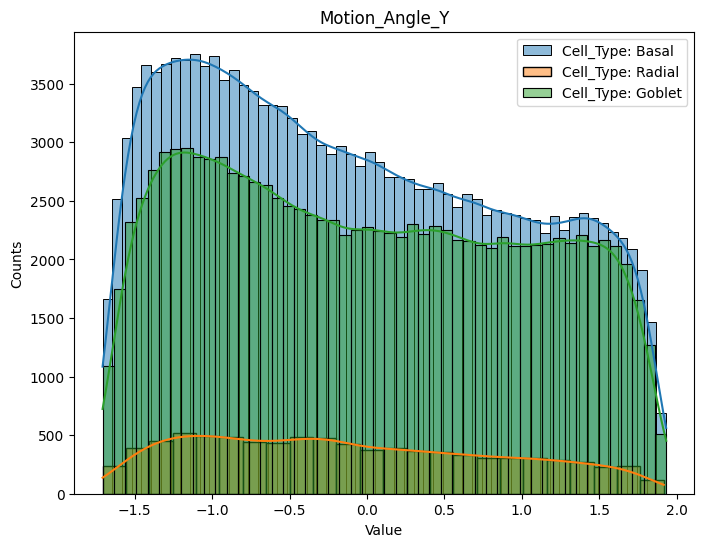 Motion_Angle_Y
Cell_Type: Basal
Cell_Type: Radial
Cell_Type: Goblet
Counts
3500
3000
2500
2000
1500
1000
500
0
−1.5
−1.0
−0.5
0.0
0.5
1.0
1.5
2.0
Value